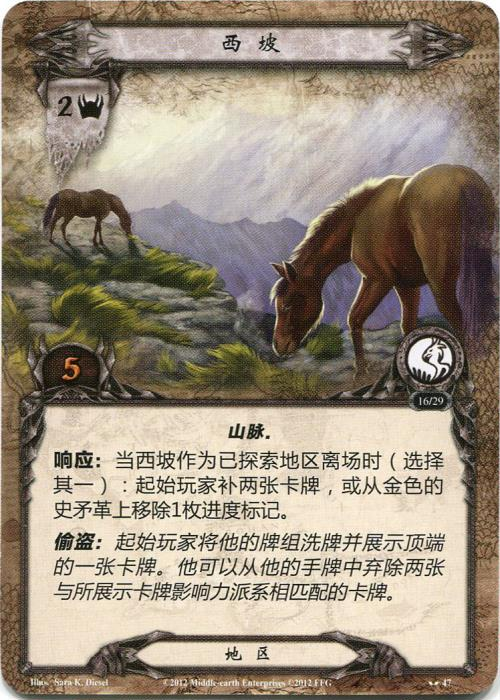 西坡
2
5
16/29
山脉.
响应：当西坡作为已探索地区离场时（选择
其一）：起始玩家补两张卡牌，或从金色的
史矛革上移除1枚进度标记。
偷盗：起始玩家将他的牌组洗牌并展示顶端
的一张卡牌。他可以从他的手牌中弃除两张
与所展示卡牌影响力派系相匹配的卡牌。
地区
Illus. Sara K. Diesel
©2012 Middle-earth Enterprises ©2012 FFG
47